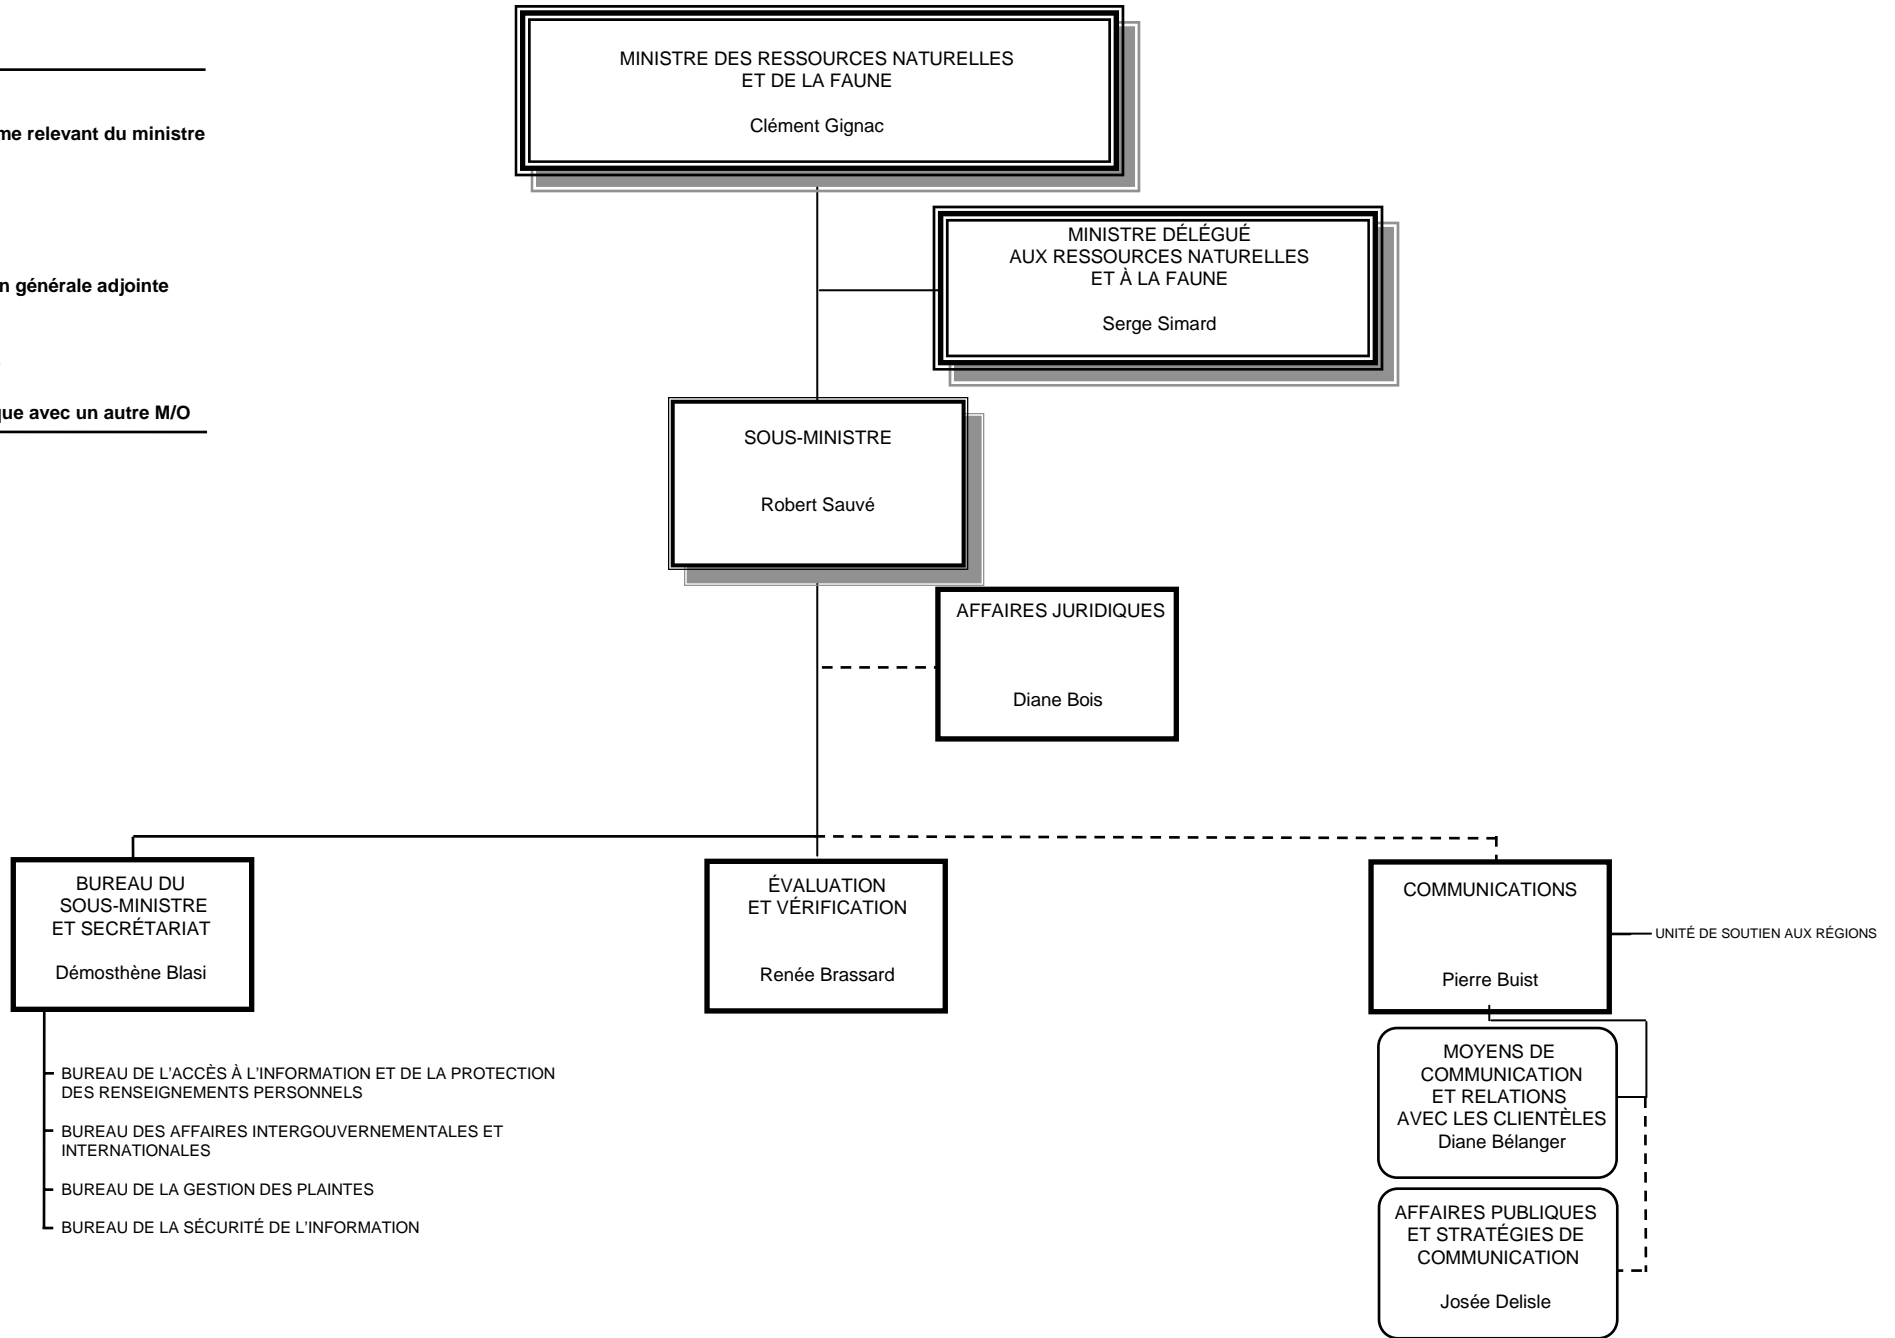 relevant du ministre
générale adjointe
avec un autre M/O
MINISTRE DES RESSOURCES NATURELLES
ET DE LA FAUNE
Clément Gignac
MINISTRE DÉLÉGUÉ
AUX RESSOURCES NATURELLES
ET À LA FAUNE
Serge Simard
SOUS-MINISTRE
Robert Sauvé
AFFAIRES JURIDIQUES
Diane Bois
BUREAU DU
SOUS-MINISTRE
ET SECRÉTARIAT
Démosthène Blasi
BUREAU DE L'ACCÈS À L'INFORMATION ET DE LA PROTECTION
DES RENSEIGNEMENTS PERSONNELS
BUREAU DES AFFAIRES INTERGOUVERNEMENTALES ET
INTERNATIONALES
BUREAU DE LA GESTION DES PLAINTES
BUREAU DE LA SÉCURITÉ DE L'INFORMATION
ÉVALUATION
ET VÉRIFICATION
Renée Brassard
COMMUNICATIONS
Pierre Buist
UNITÉ DE SOUTIEN AUX RÉGIONS
MOYENS DE
COMMUNICATION
ET RELATIONS
AVEC LES CLIENTÈLES
Diane Bélanger
AFFAIRES PUBLIQUES
ET STRATÉGIES DE
COMMUNICATION
Josée Delisle